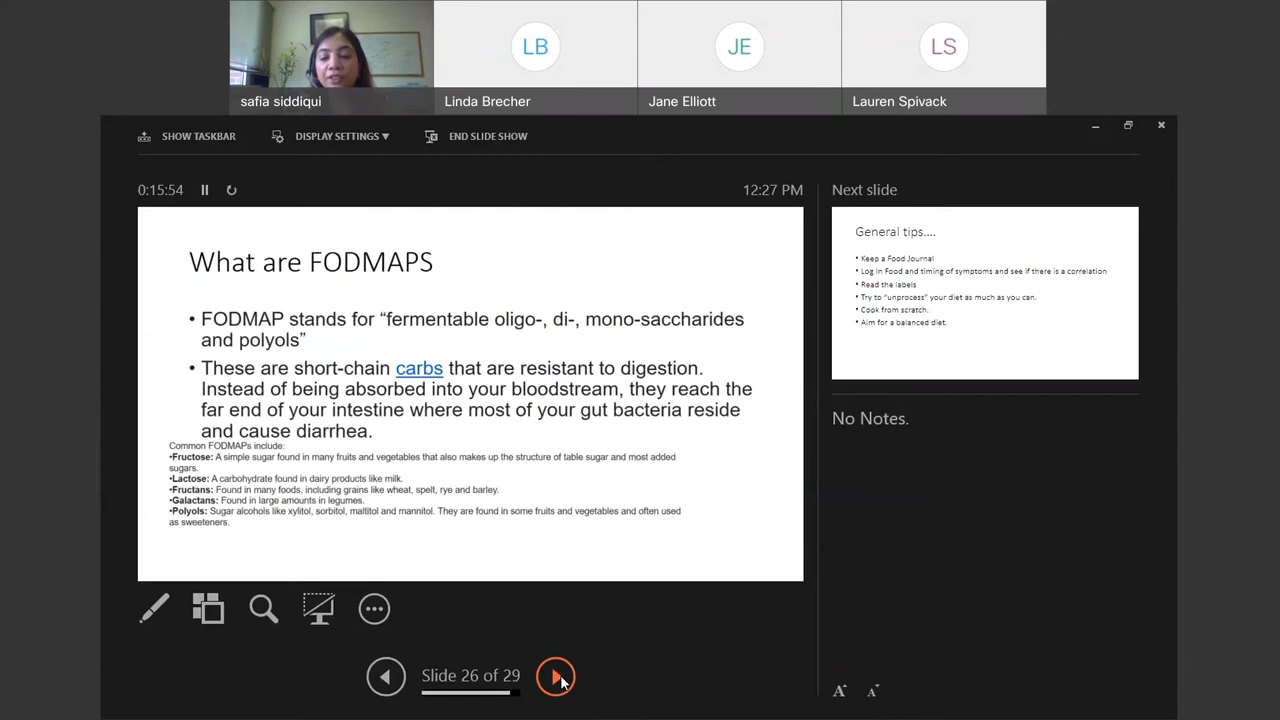 LB
JE
LS
safia siddiqui
Linda Brecher
Jane Elliott
Lauren Spivack
SHOW TASKBAR
DISPLAY SETTINGS ▾
END SLIDE SHOW
0:15:54
12:27 PM
What are FODMAPS
• FODMAP stands for “fermentable oligo-, di-, mono-saccharides
and polyols”
• These are short-chain carbs that are resistant to digestion.
Instead of being absorbed into your bloodstream, they reach the
far end of your intestine where most of your gut bacteria reside
and cause diarrhea.
Common FODMAPs include:
•Fructose: A simple sugar found in many fruits and vegetables that also makes up the structure of table sugar and most added
sugars.
•Lactose: A carbohydrate found in dairy products like milk.
•Fructans: Found in many foods, including grains like wheat, spelt, rye and barley.
•Galactans: Found in large amounts in legumes.
•Polyols: Sugar alcohols like xylitol, sorbitol, maltitol and mannitol. They are found in some fruits and vegetables and often used
as sweeteners.
Next slide
General tips....
• Keep a Food Journal
• Log in Food and timing of symptoms and see if there is a correlation
• Read the labels
• Try to “unprocess” your diet as much as you can.
• Cook from scratch.
• Aim for a balanced diet.
No Notes.
Slide 26 of 29
A A